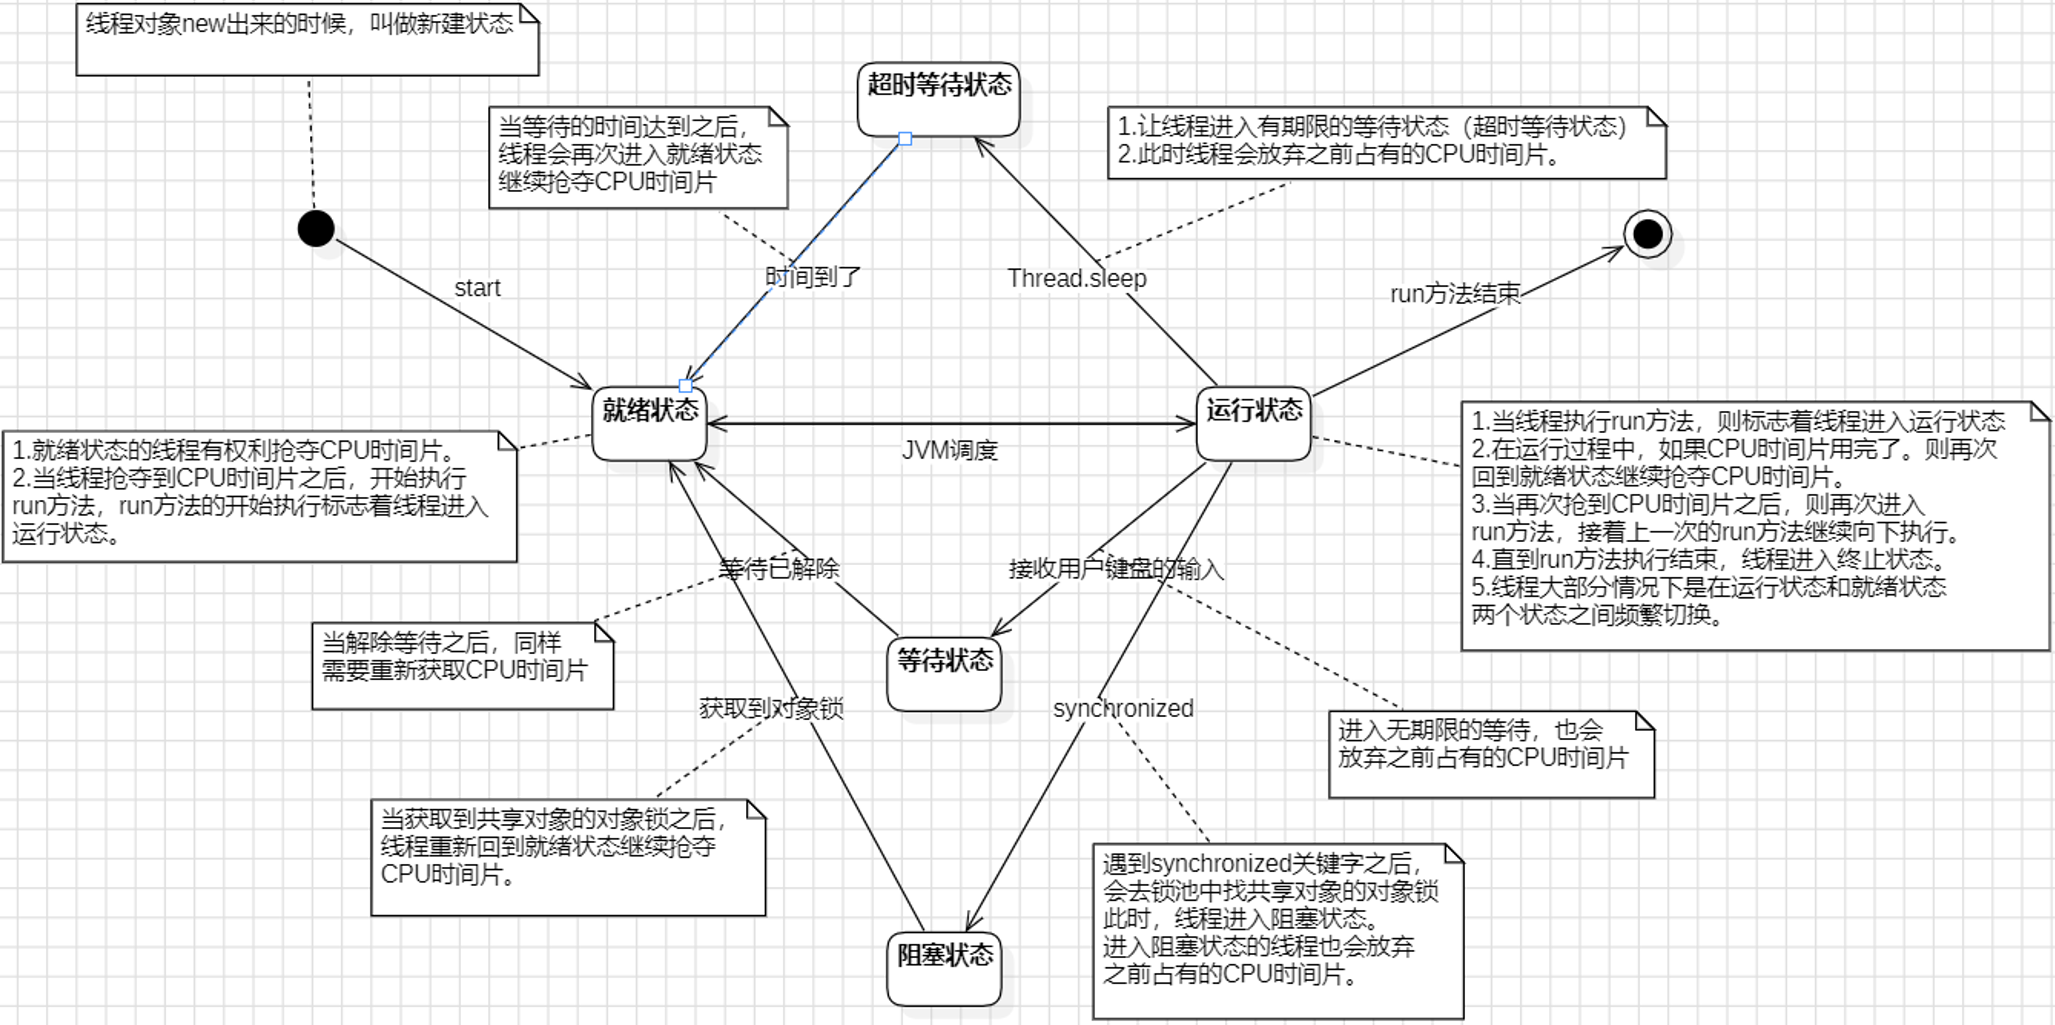 线程对象new出来的时候，叫做新建状态
超时等待状态
当等待的时间达到之后，
线程会再次进入就绪状态
继续抢夺CPU时间片
1.让线程进入有期限的等待状态（超时等待状态）
2.此时线程会放弃之前占有的CPU时间片。
时间到了
Thread.sleep
start
run方法结束
就绪状态
运行状态
JVM调度
1.就绪状态的线程有权利抢夺CPU时间片。
2.当线程抢夺到CPU时间片之后，开始执行
run方法，run方法的开始执行标志着线程进入
运行状态。
1.当线程执行run方法，则标志着线程进入运行状态
2.在运行过程中，如果CPU时间片用完了。则再次
回到就绪状态继续抢夺CPU时间片。
3.当再次抢到CPU时间片之后，则再次进入
run方法，接着上一次的run方法继续向下执行。
4.直到run方法执行结束，线程进入终止状态。
5.线程大部分情况下是在运行状态和就绪状态
两个状态之间频繁切换。
等待已解除
接收用户键盘的输入
当解除等待之后，同样
需要重新获取CPU时间片
等待状态
获取到对象锁
synchronized
进入无期限的等待，也会
放弃之前占有的CPU时间片
当获取到共享对象的对象锁之后，
线程重新回到就绪状态继续抢夺
CPU时间片。
遇到synchronized关键字之后，
会去锁池中找共享对象的对象锁
此时，线程进入阻塞状态。
进入阻塞状态的线程也会放弃
之前占有的CPU时间片。
阻塞状态